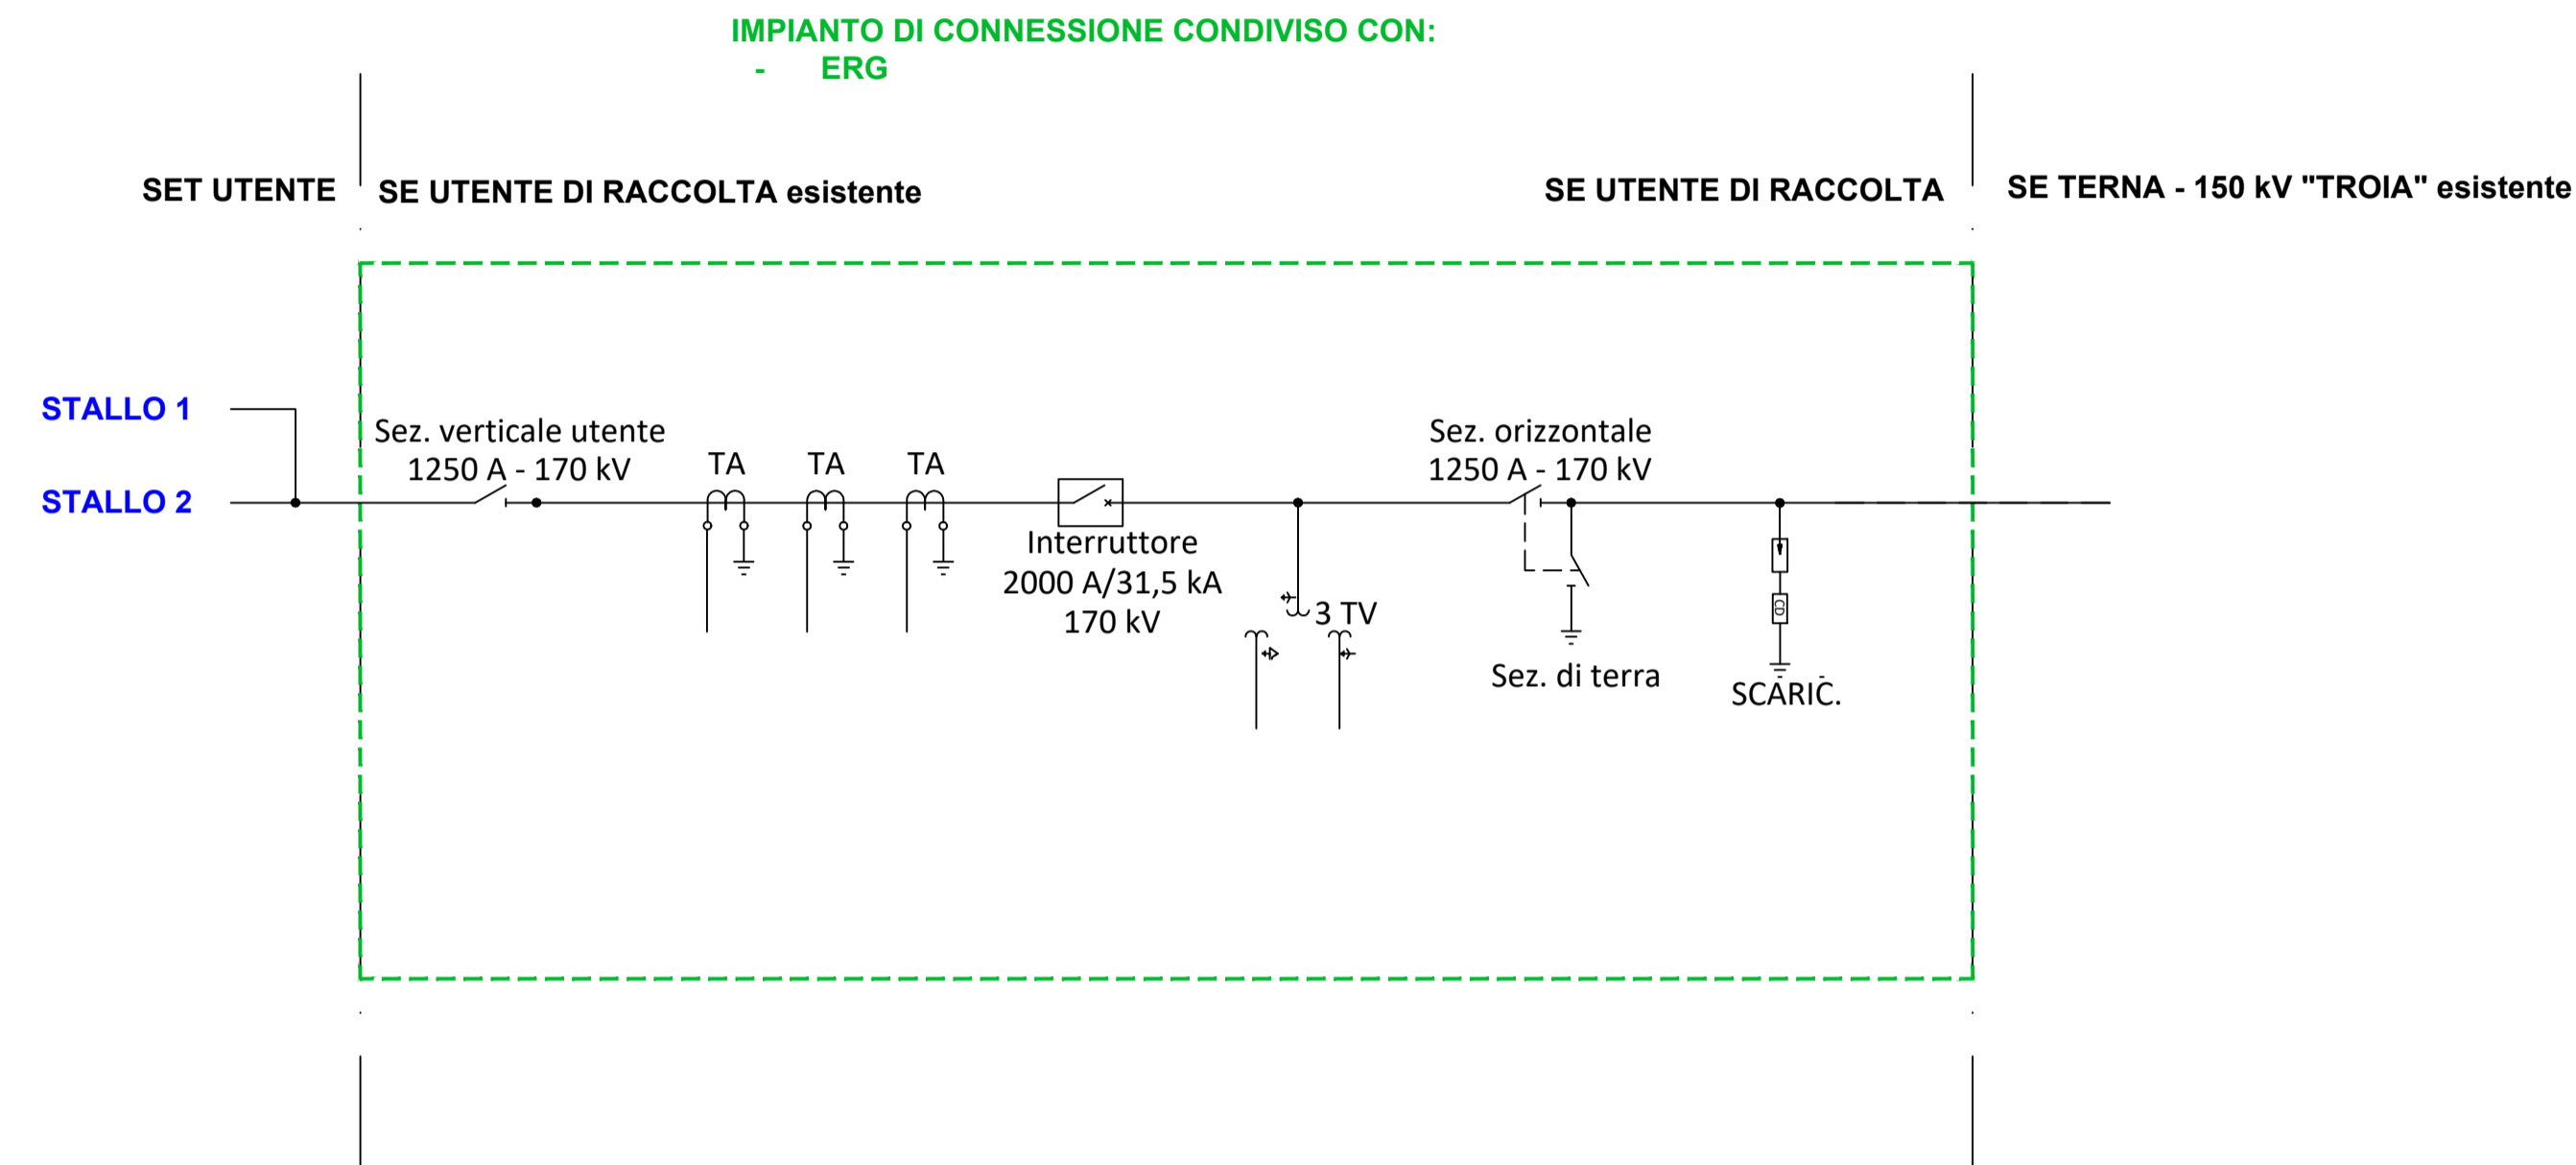 IMPIANTO DI CONNESSIONE CONDIVISO CON:
- ERG
SET UTENTE
SE UTENTE DI RACCOLTA esistente
SE UTENTE DI RACCOLTA
SE TERNA - 150 kV "TROIA" esistente
STALLO 1
STALLO 2
Sez. verticale utente
1250 A - 170 kV
TA
TA
TA
Interruttore
2000 A/31,5 kA
170 kV
3 TV
Sez. orizzontale
1250 A - 170 kV
Sez. di terra
CD
SCARIC.